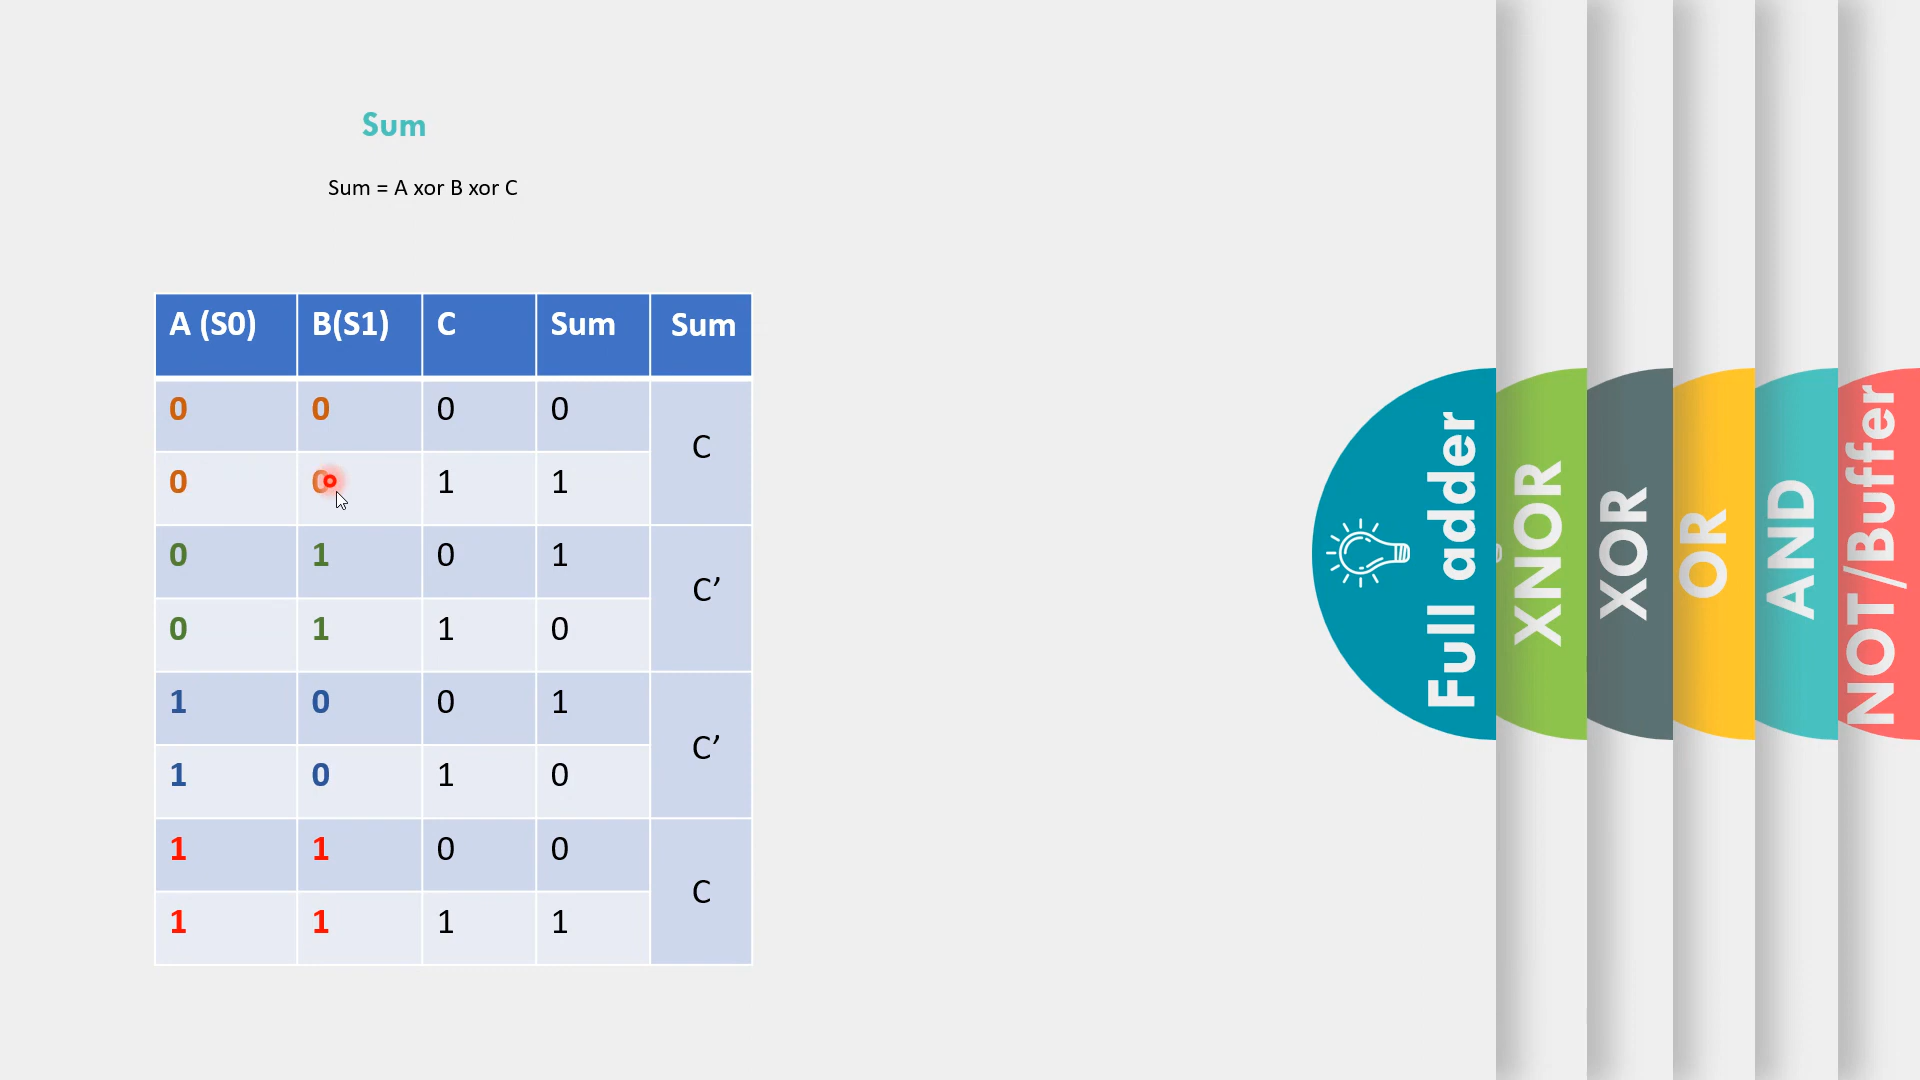 Sum
Sum = A xor B xor C
A (S0) B(S1) C Sum Sum
0 0 0 0
C
0 0 1 1
0 1 0 1
C’
0 1 1 0
1 0 0 1
C’
1 0 1 0
1 1 0 0
C
1 1 1 1
Full adder
XNOR
XOR
OR
AND
NOT/Buffer